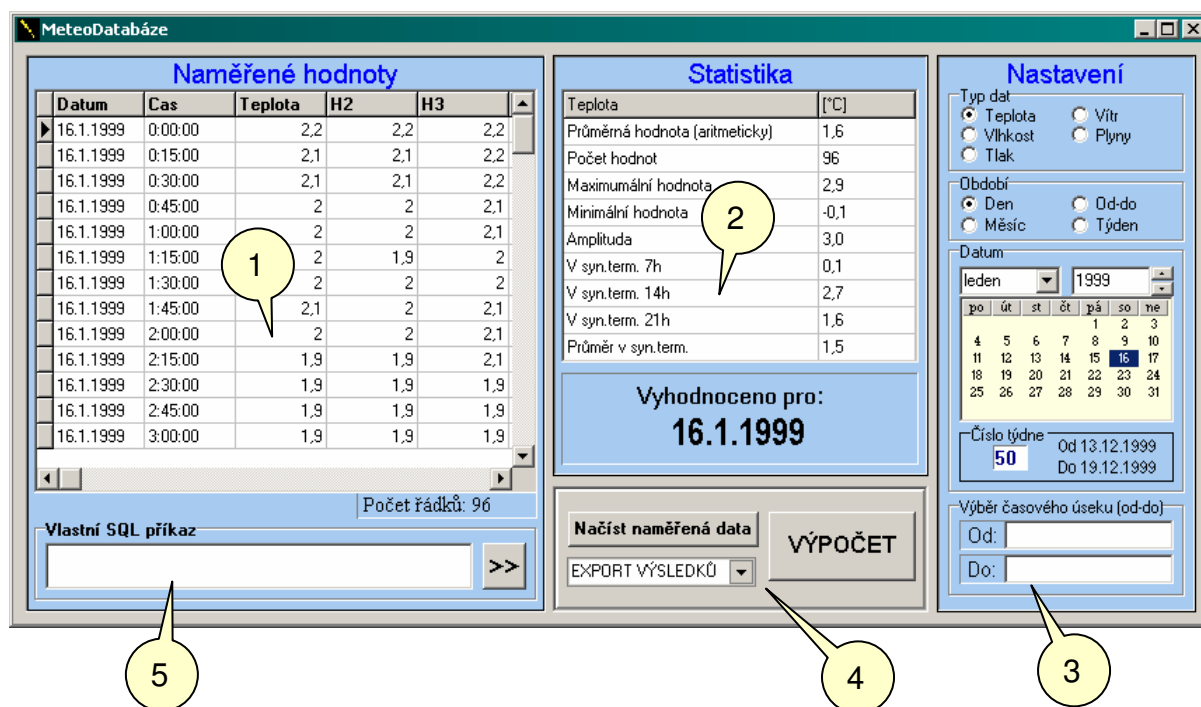 MeteoDatabáze
Naměřené hodnoty
Datum Cas Teplota H2 H3
16.1.1999 0:00:00 2,2 2,2 2,2
16.1.1999 0:15:00 2,1 2,1 2,2
16.1.1999 0:30:00 2,1 2,1 2,2
16.1.1999 0:45:00 2 2 2,1
16.1.1999 1:00:00 2 2 2,1
16.1.1999 1:15:00 2 1,9 2
16.1.1999 1:30:00 2 2 2
16.1.1999 1:45:00 2,1 2 2,1
16.1.1999 2:00:00 2 2 2,1
16.1.1999 2:15:00 1,9 1,9 2,1
16.1.1999 2:30:00 1,9 1,9 1,9
16.1.1999 2:45:00 1,9 1,9 1,9
16.1.1999 3:00:00 1,9 1,9 1,9
1
Počet řádků: 96
Vlastní SQL příkaz
>>
5
Statistika
Teplota [°C]
Průměrná hodnota (aritmeticky) 1,6
Počet hodnot 96
Maximumální hodnota 2,9
Minimální hodnota -0,1
Amplituda 3,0
V syn.term. 7h 0,1
V syn.term. 14h 2,7
V syn.term. 21h 1,6
Průměr v syn.term. 1,5
2
Vyhodnoceno pro:
16.1.1999
Načíst naměřená data
VÝPOČET
EXPORT VÝSLEDKŮ
4
Nastavení
Typ dat
Teplota Vítr
Vlhkost Plyny
Tlak
Období
Den Od-do
Měsíc Týden
Datum
leden 1999
po út st čt pá so ne
1 2 3
4 5 6 7 8 9 10
11 12 13 14 15 16 17
18 19 20 21 22 23 24
25 26 27 28 29 30 31
Číslo týdne
50
Od 13.12.1999
Do 19.12.1999
Výběr časového úseku (od-do)
Od:
Do:
3